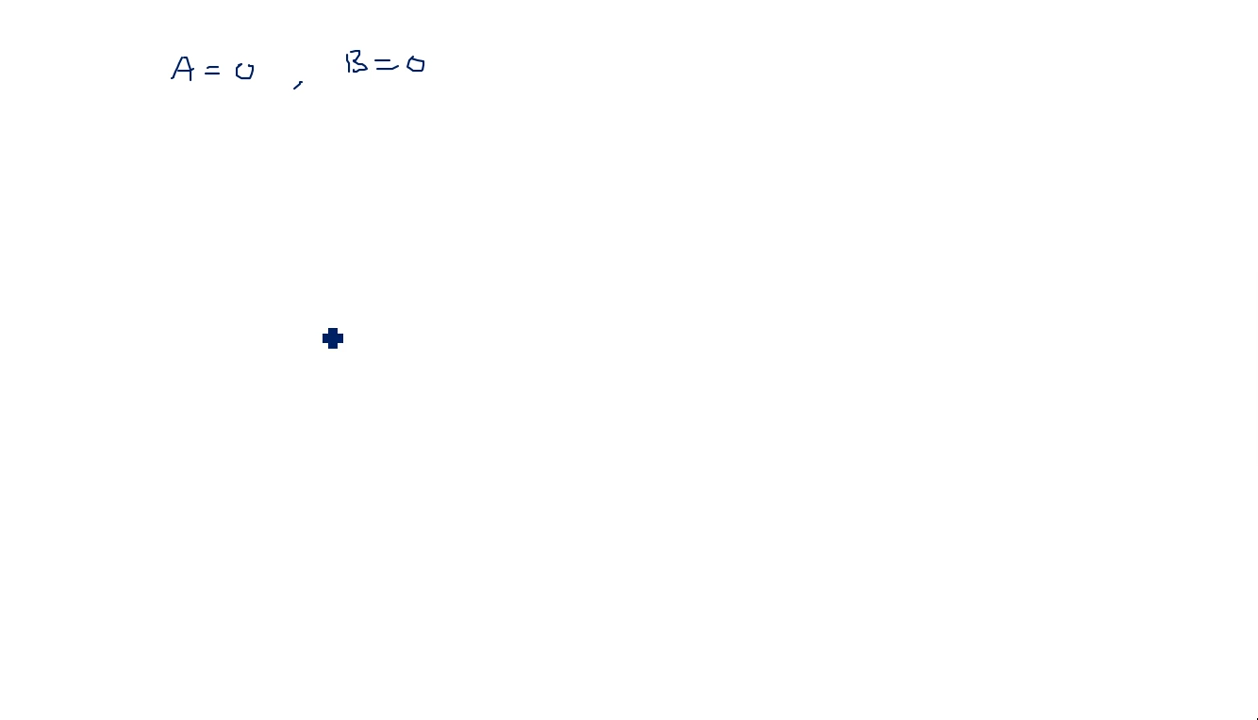 A = 0 , B = 0